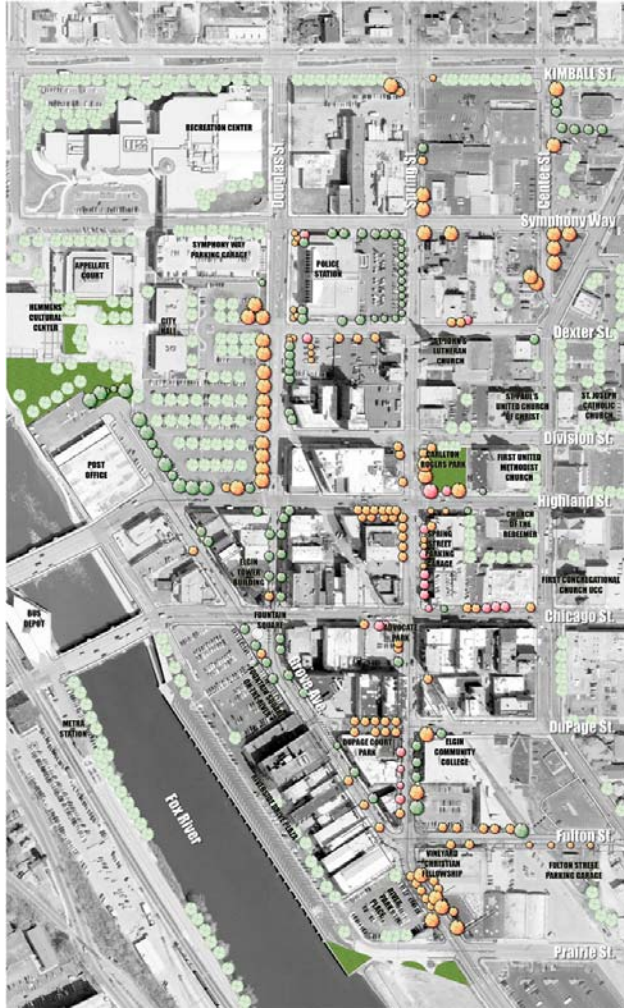 KIMBALL ST.
RECREATION CENTER
Douglas St.
Spring St.
Center St.
Symphony Way
SYMPHONY WAY
PARKING GARAGE
POLICE
STATION
APPELLATE
COURT
HEMMENS
CULTURAL
CENTER
CITY
HALL
Dexter St.
ST. JOHN'S
LUTHERAN
CHURCH
ST. PAUL'S
UNITED CHURCH
OF CHRIST
ST. JOSEPH
CATHOLIC
CHURCH
Division St.
POST
OFFICE
CARLETON
ROGERS PARK
FIRST UNITED
METHODIST
CHURCH
Highland St.
CHURCH
OF THE
REDEEMER
SPRING
STREET
PARKING
GARAGE
ELGIN
TOWER
BUILDING
FIRST CONGREGATIONAL
CHURCH UCC
BUS
DEPOT
FOUNTAIN
SQUARE
Chicago St.
PARK
Grove Ave.
METRA
STATION
DUPAGE COURT
PARK
ELGIN
COMMUNITY
COLLEGE
DuPage St.
Fox River
Fulton St.
VINEYARD
CHRISTIAN
FELLOWSHIP
FULTON STREET
PARKING GARAGE
RIVER
PARK
PLACE
Prairie St.